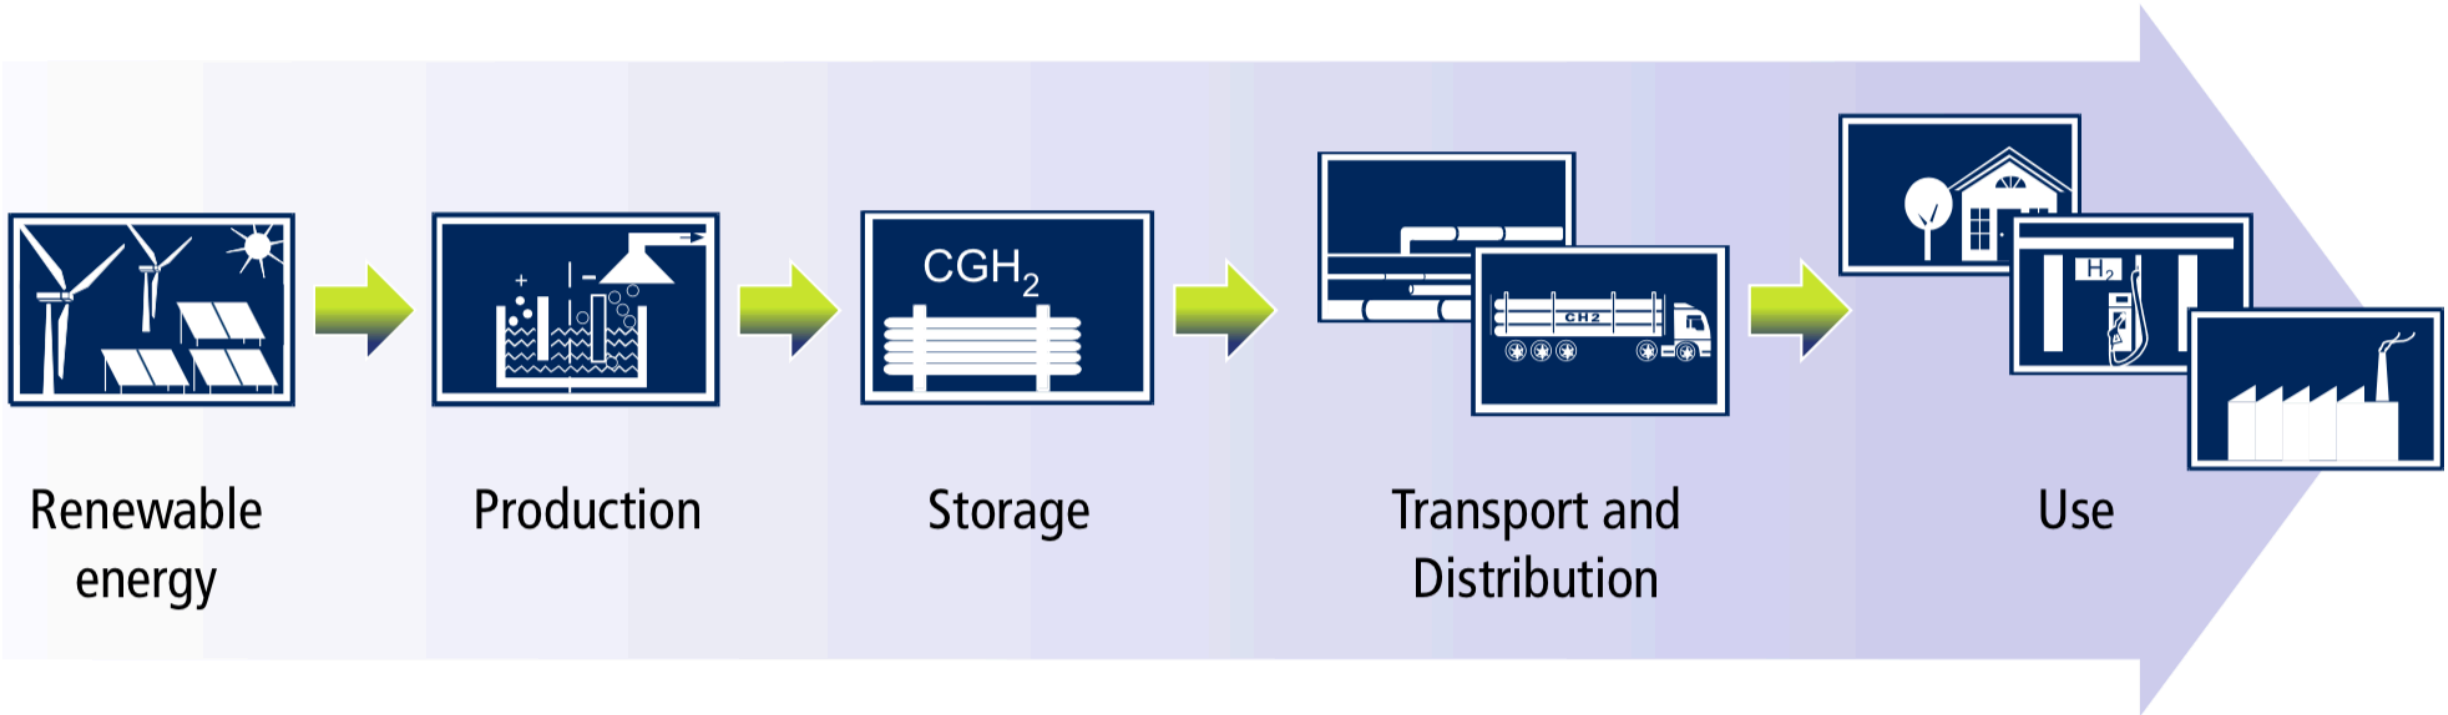 +
-
CGH2
CH2
H2
Renewable
energy
Production
Storage
Transport and
Distribution
Use